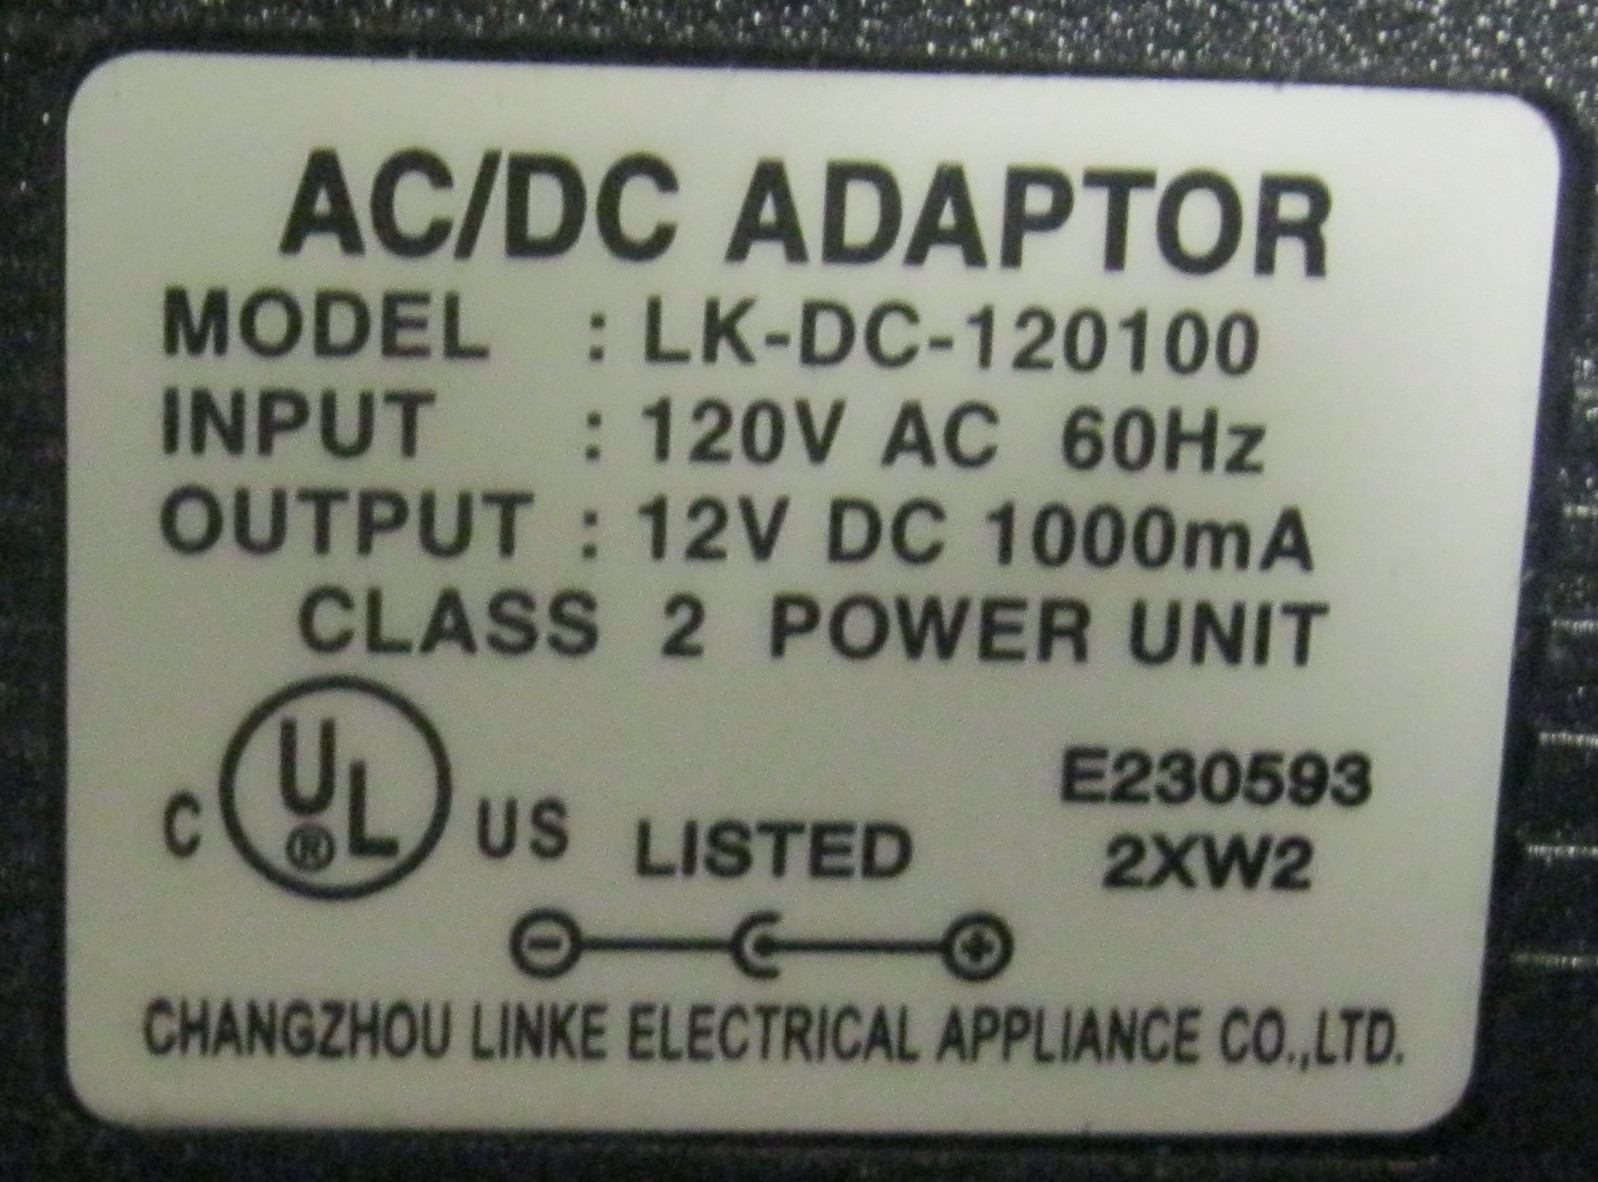 AC/DC ADAPTOR
MODEL : LK-DC-120100
INPUT : 120V AC 60Hz
OUTPUT : 12V DC 1000mA
CLASS 2 POWER UNIT
C UL ® US LISTED
E230593
2XW2
CHANGZHOU LINKE ELECTRICAL APPLIANCE CO.,LTD.